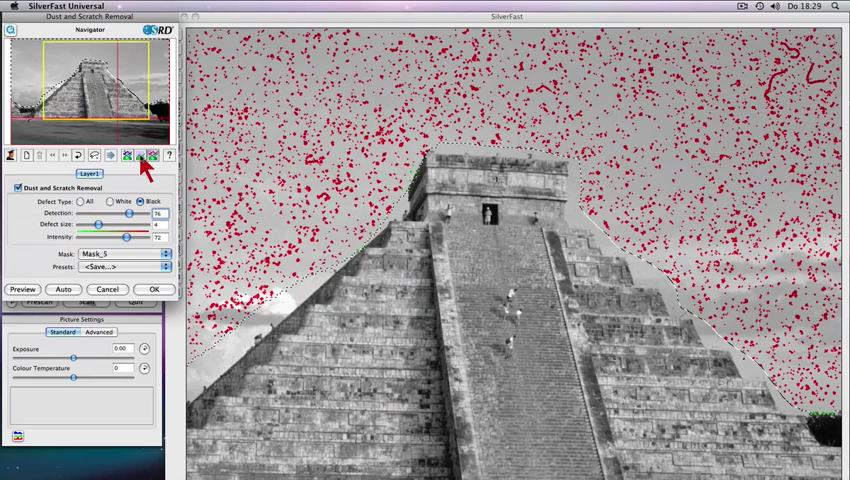 SilverFast Universal
Do 18:29
Dust and Scratch Removal
SilverFast
Navigator
SRD
?
Layer1
Dust and Scratch Removal
Defect Type: All White Black
Detection: 76
Defect size: 4
Intensity: 72
Mask: Mask_5
Presets: <Save...>
Preview Auto Cancel OK
Prescan Scan Quit
Picture Settings
Standard Advanced
Exposure 0.00
Colour Temperature 0